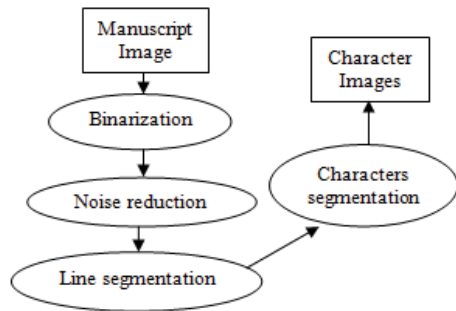 Manuscript
Image
Binarization
Noise reduction
Line segmentation
Characters
segmentation
Character
Images